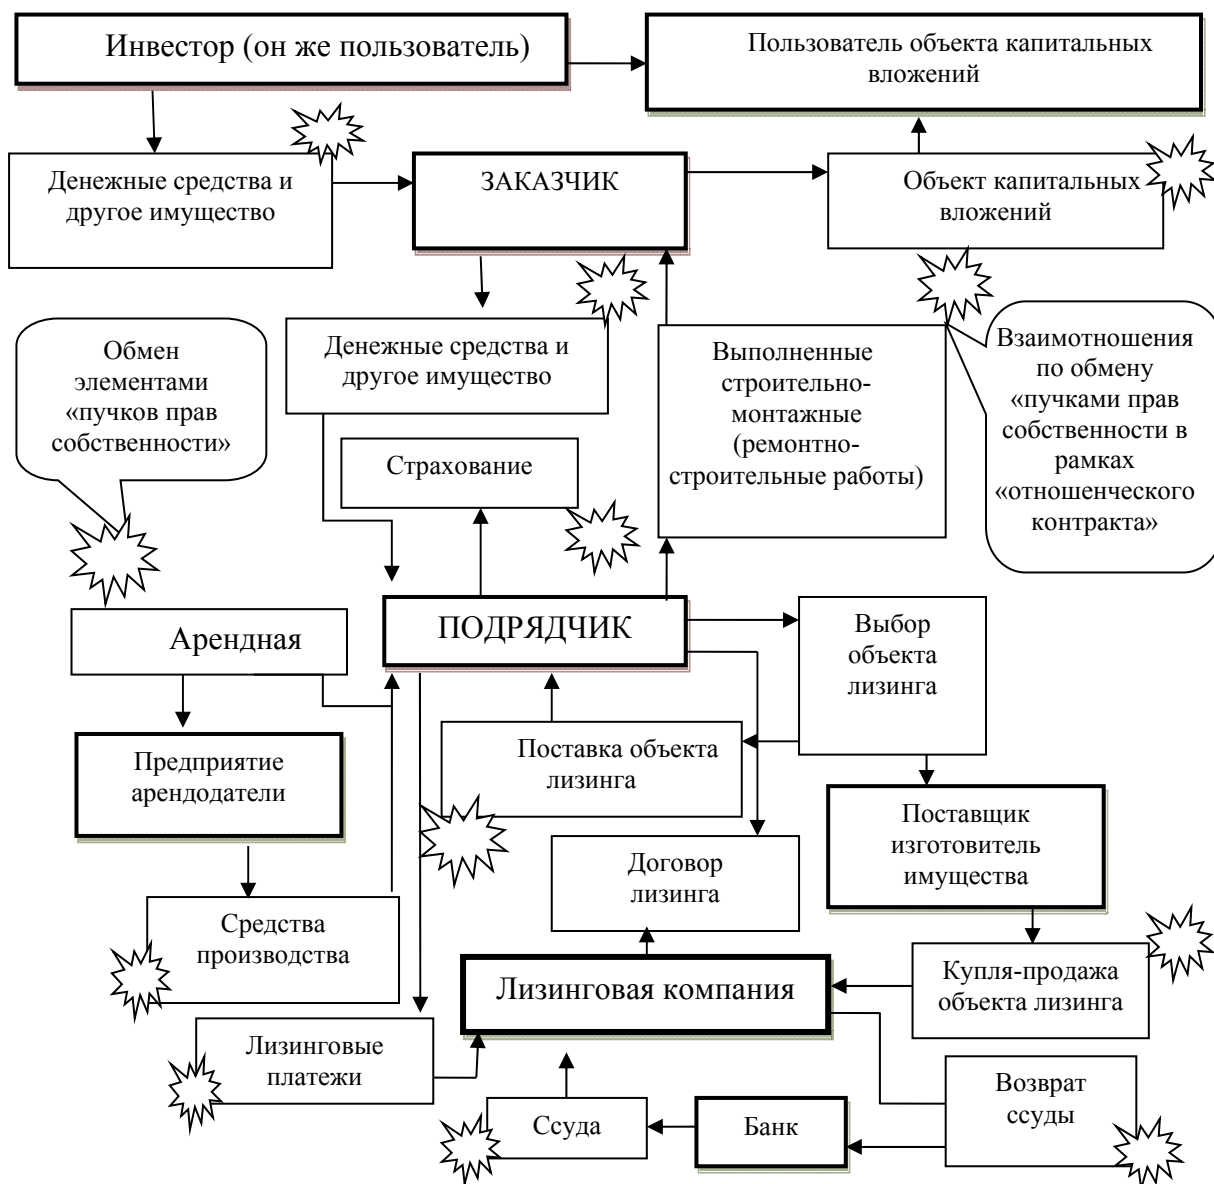 Инвестор (он же пользователь)
Пользователь объекта капитальных
вложений
Денежные средства и
другое имущество
ЗАКАЗЧИК
Объект капитальных
вложений
Обмен
элементами
«пучков прав
собственности»
Денежные средства и
другое имущество
Выполненные
строительно-
монтажные
(ремонтно-
строительные работы)
Взаимотношения
по обмену
«пучками прав
собственности в
рамках
«отношенческого
контракта»
Страхование
Арендная
ПОДРЯДЧИК
Выбор
объекта
лизинга
Предприятие
арендодатели
Поставка объекта
лизинга
Поставщик
изготовитель
имущества
Договор
лизинга
Средства
производства
Лизинговая компания
Купля-продажа
объекта лизинга
Лизинговые
платежи
Ссуда
Банк
Возврат
ссуды